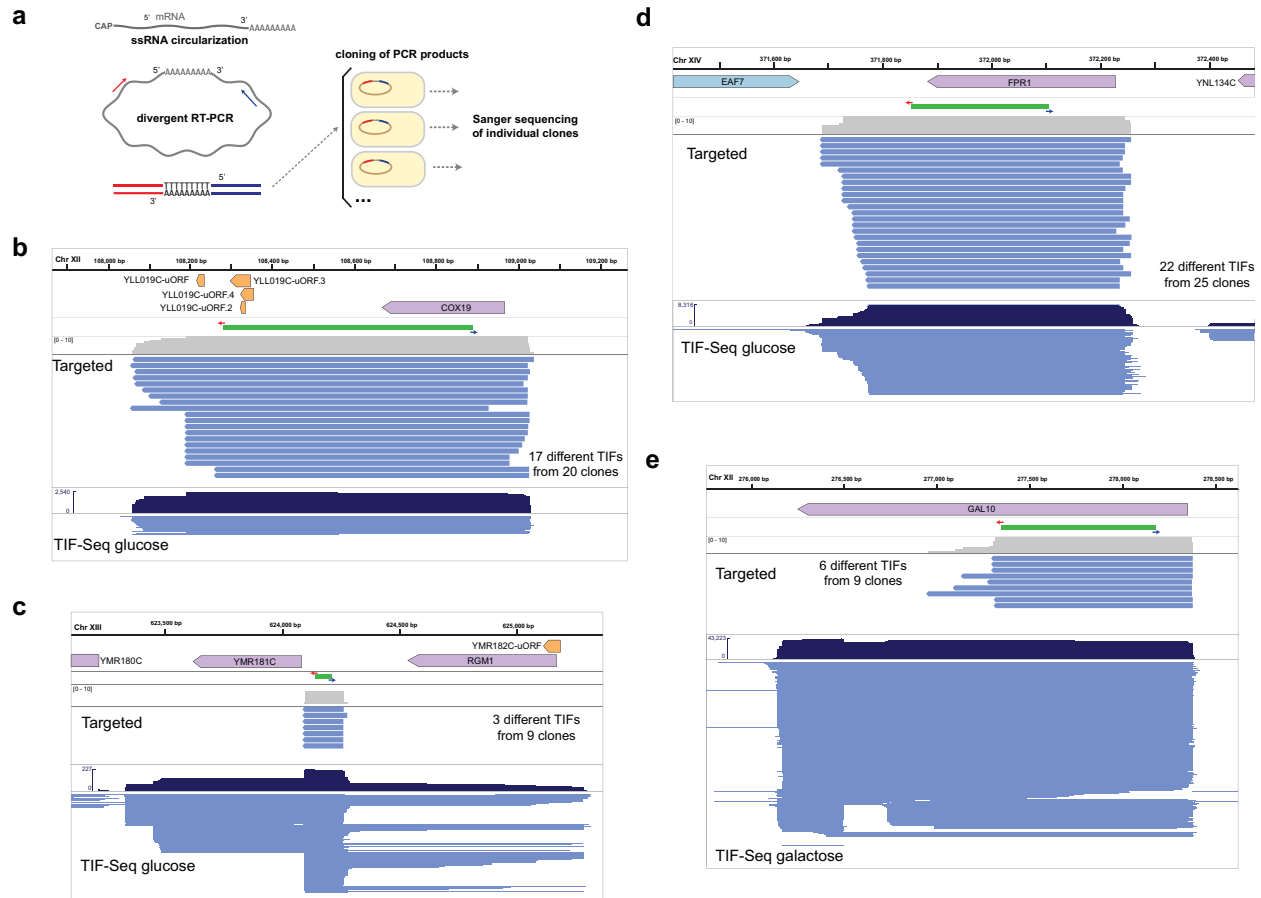 a
CAP
5' mRNA
3'
AAAAAAAAA
ssRNA circularization
5'
AAAAAAAAA
3'
divergent RT-PCR
5'
TTTTTTTTT
AAAAAAAAA
3'
cloning of PCR products
Sanger sequencing
of individual clones
...
b
Chr XII
108,000 bp
108,200 bp
108,400 bp
108,600 bp
108,800 bp
109,000 bp
109,200 bp
YLL019C-uORF
YLL019C-uORF.3
YLL019C-uORF.4
YLL019C-uORF.2
COX19
[0 - 10]
Targeted
17 different TIFs
from 20 clones
2,540
0
TIF-Seq glucose
c
Chr XIII
623,500 bp
624,000 bp
624,500 bp
625,000 bp
YMR182C-uORF
YMR180C
YMR181C
RGM1
[0 - 10]
Targeted
3 different TIFs
from 9 clones
227
0
TIF-Seq glucose
d
Chr XIV
371,600 bp
371,800 bp
372,000 bp
372,200 bp
372,400 bp
EAF7
FPR1
YNL134C
[0 - 10]
Targeted
22 different TIFs
from 25 clones
8,316
0
TIF-Seq glucose
e
Chr XII
276,000 bp
276,500 bp
277,000 bp
277,500 bp
278,000 bp
278,500 bp
GAL10
[0 - 10]
Targeted
6 different TIFs
from 9 clones
43,223
0
TIF-Seq galactose